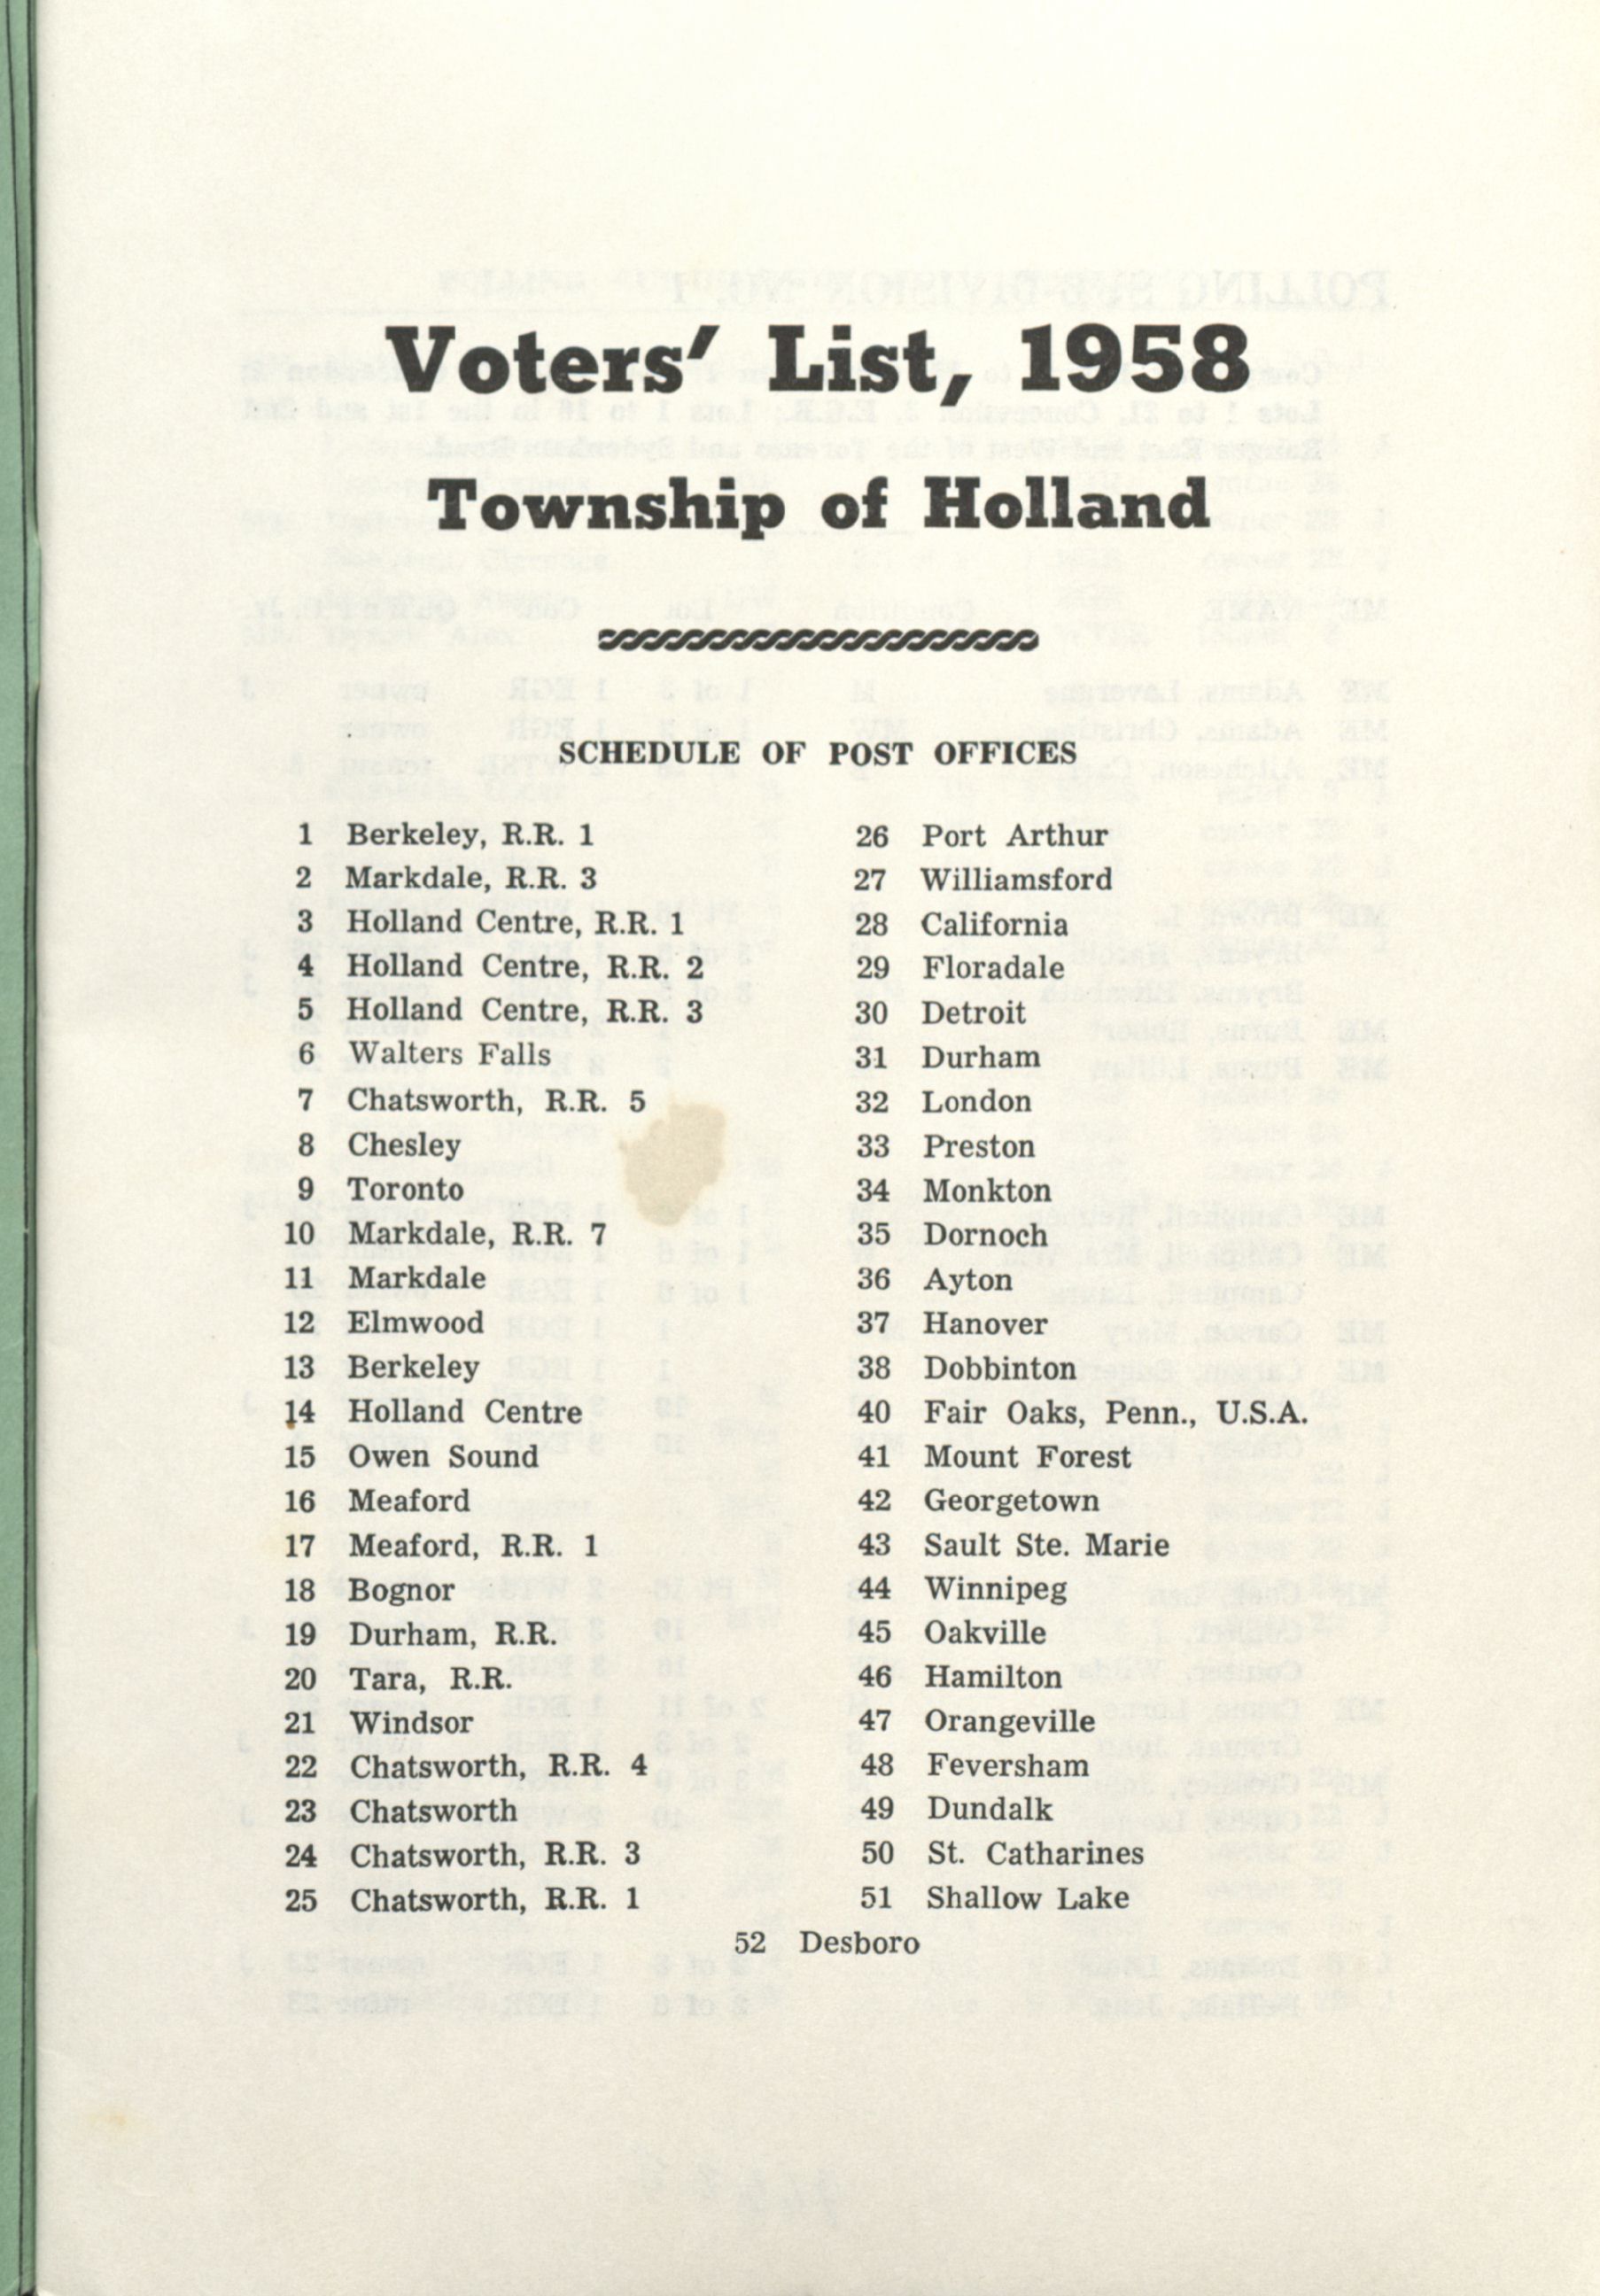 Voters' List, 1958
Township of Holland
SCHEDULE OF POST OFFICES
1 Berkeley, R.R. 1
2 Markdale, R.R. 3
3 Holland Centre, R.R. 1
4 Holland Centre, R.R. 2
5 Holland Centre, R.R. 3
6 Walters Falls
7 Chatsworth, R.R. 5
8 Chesley
9 Toronto
10 Markdale, R.R. 7
11 Markdale
12 Elmwood
13 Berkeley
14 Holland Centre
15 Owen Sound
16 Meaford
17 Meaford, R.R. 1
18 Bognor
19 Durham, R.R.
20 Tara, R.R.
21 Windsor
22 Chatsworth, R.R. 4
23 Chatsworth
24 Chatsworth, R.R. 3
25 Chatsworth, R.R. 1
26 Port Arthur
27 Williamsford
28 California
29 Floradale
30 Detroit
31 Durham
32 London
33 Preston
34 Monkton
35 Dornoch
36 Ayton
37 Hanover
38 Dobbinton
40 Fair Oaks, Penn., U.S.A.
41 Mount Forest
42 Georgetown
43 Sault Ste. Marie
44 Winnipeg
45 Oakville
46 Hamilton
47 Orangeville
48 Feversham
49 Dundalk
50 St. Catharines
51 Shallow Lake
52 Desboro